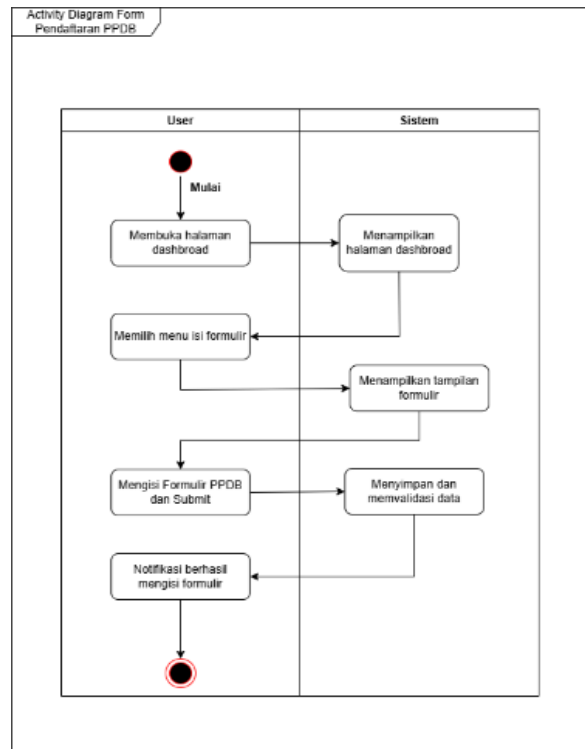 Activity Diagram Form
Pendaftaran PPDB
User
Sistem
Mulai
Membuka halaman
dashbroad
Menampilkan
halaman dashbroad
Memilih menu isi formulir
Menampilkan tampilan
formulir
Mengisi Formulir PPDB
dan Submit
Menyimpan dan
memvalidasi data
Notifikasi berhasil
mengisi formulir